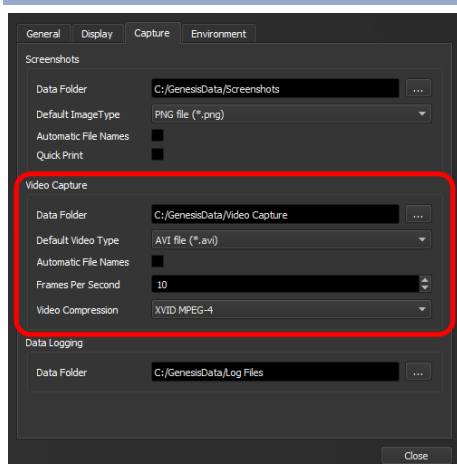 General Display Capture Environment
Screenshots
Data Folder C:/GenesisData/Screenshots ...
Default ImageType PNG file (*.png)
Automatic File Names
Quick Print
Video Capture
Data Folder C:/GenesisData/Video Capture ...
Default Video Type AVI file (*.avi)
Automatic File Names
Frames Per Second 10
Video Compression XVID MPEG-4
Data Logging
Data Folder C:/GenesisData/Log Files ...
Close